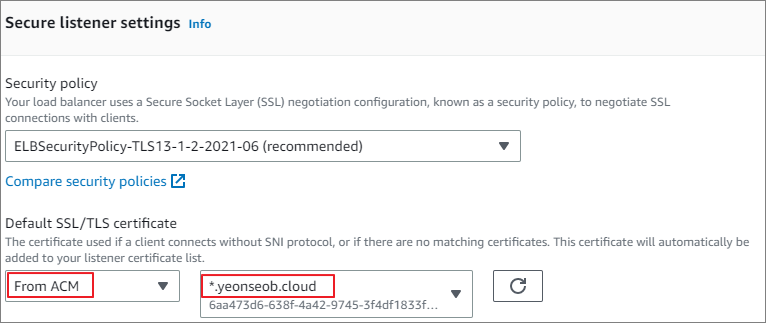 Secure listener settings Info
Security policy
Your load balancer uses a Secure Socket Layer (SSL) negotiation configuration, known as a security policy, to negotiate SSL
connections with clients.
ELBSecurityPolicy-TLS13-1-2-2021-06 (recommended)
Compare security policies
Default SSL/TLS certificate
The certificate used if a client connects without SNI protocol, or if there are no matching certificates. This certificate will automatically be
added to your listener certificate list.
From ACM
*.yeonseob.cloud
6aa473d6-638f-4a42-9745-3f4df1833f...